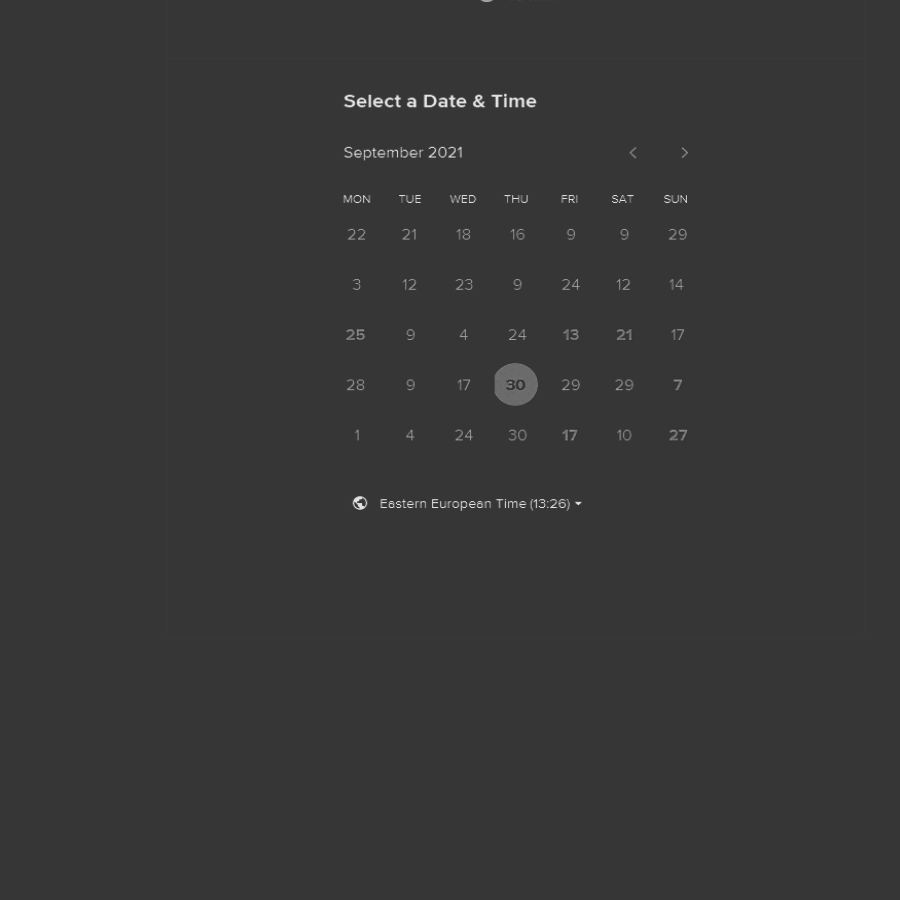 Select a Date & Time
September 2021
MON TUE WED THU FRI SAT SUN
22 21 18 16 9 9 29
3 12 23 9 24 12 14
25 9 4 24 13 21 17
28 9 17 30 29 29 7
1 4 24 30 17 10 27
Eastern European Time (13:26)